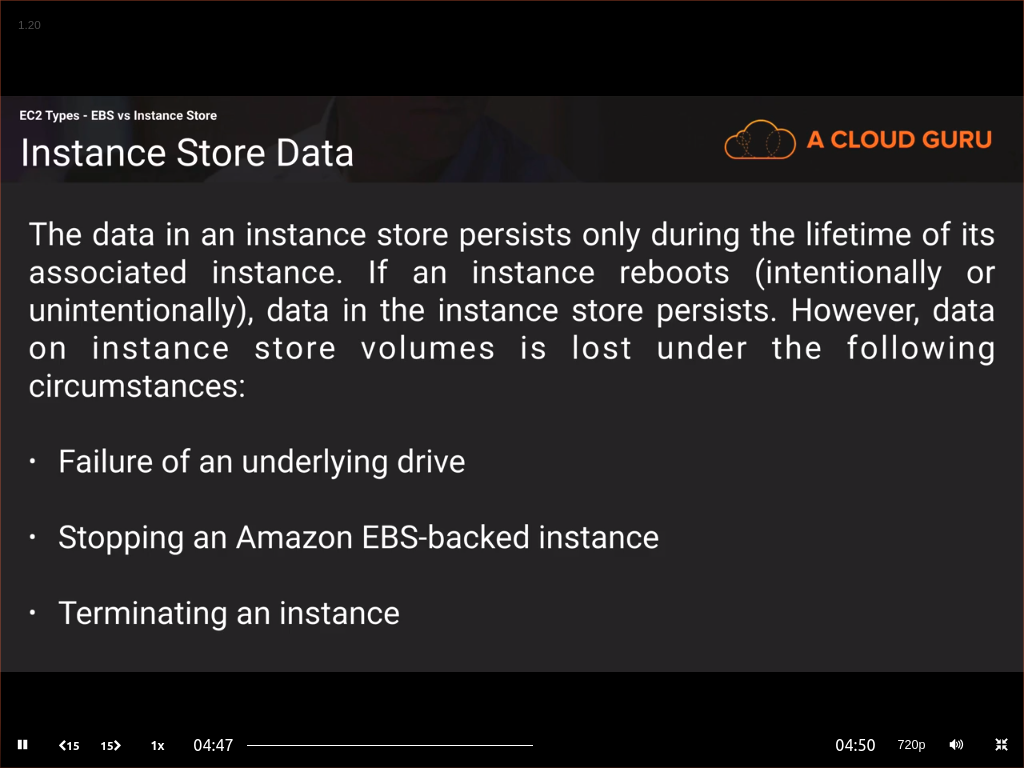 1.20
EC2 Types - EBS vs Instance Store
Instance Store Data
A CLOUD GURU
The data in an instance store persists only during the lifetime of its
associated instance. If an instance reboots (intentionally or
unintentionally), data in the instance store persists. However, data
on instance store volumes is lost under the following
circumstances:
• Failure of an underlying drive
• Stopping an Amazon EBS-backed instance
• Terminating an instance
15 15 1x 04:47 04:50 720p